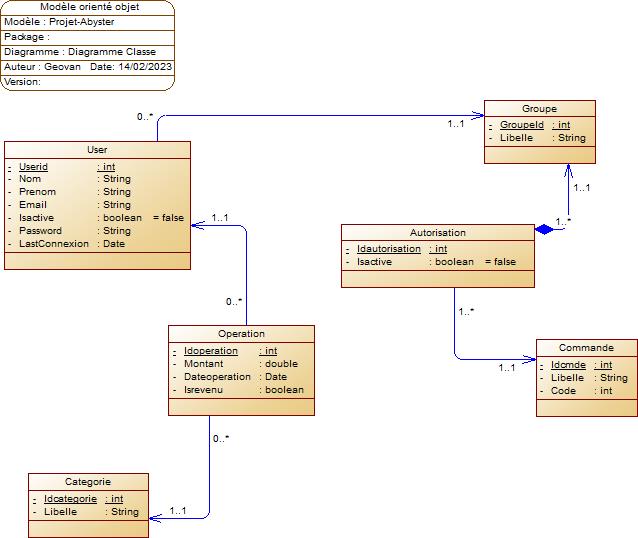 Modèle orienté objet
Modèle : Projet-Abyster
Package :
Diagramme : Diagramme Classe
Auteur : Geovan Date: 14/02/2023
Version:
0..*
1..1
Groupe
- GroupeId : int
- Libelle : String
User
- Userid : int
- Nom : String
- Prenom : String
- Email : String
- Isactive : boolean = false
- Password : String
- LastConnexion : Date
1..1
1..*
Autorisation
- Idautorisation : int
- Isactive : boolean = false
1..1
0..*
1..*
1..1
Operation
- Idoperation : int
- Montant : double
- Dateoperation : Date
- Isrevenu : boolean
Commande
- Idcmde : int
- Libelle : String
- Code : int
0..*
1..1
Categorie
- Idcategorie : int
- Libelle : String